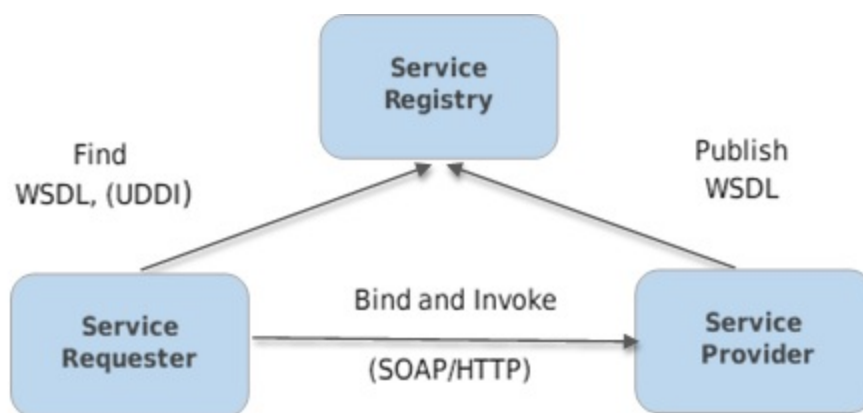 Service
Registry
Find
WSDL, (UDDI)
Publish
WSDL
Bind and Invoke
(SOAP/HTTP)
Service
Requester
Service
Provider